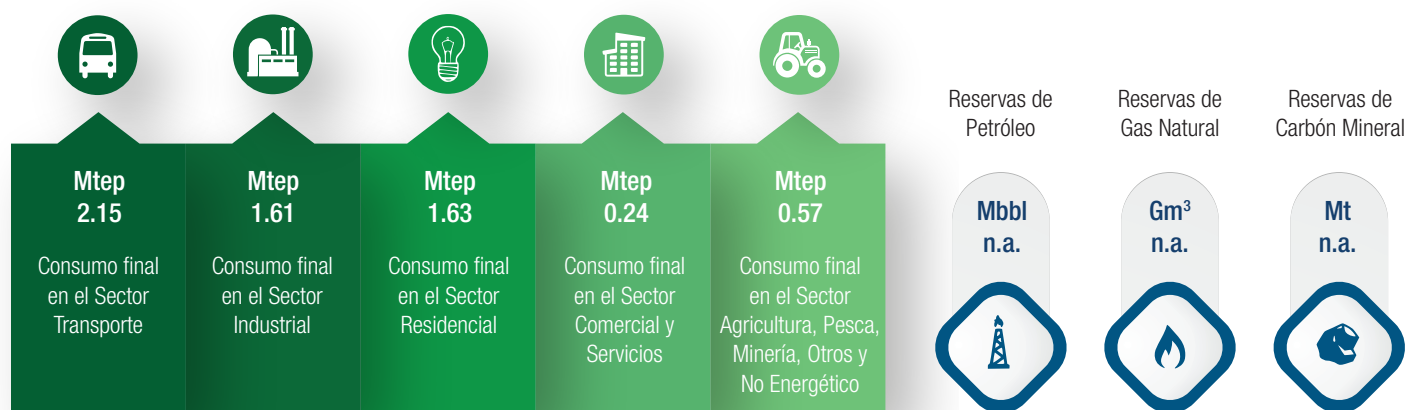 Mtep
2.15
Consumo final
en el Sector
Transporte
Mtep
1.61
Consumo final
en el Sector
Industrial
Mtep
1.63
Consumo final
en el Sector
Residencial
Mtep
0.24
Consumo final
en el Sector
Comercial y
Servicios
Mtep
0.57
Consumo final
en el Sector
Agricultura, Pesca,
Minería, Otros y
No Energético
Reservas de
Petróleo
Mbbl
n.a.
Reservas de
Gas Natural
Gm³
n.a.
Reservas de
Carbón Mineral
Mt
n.a.